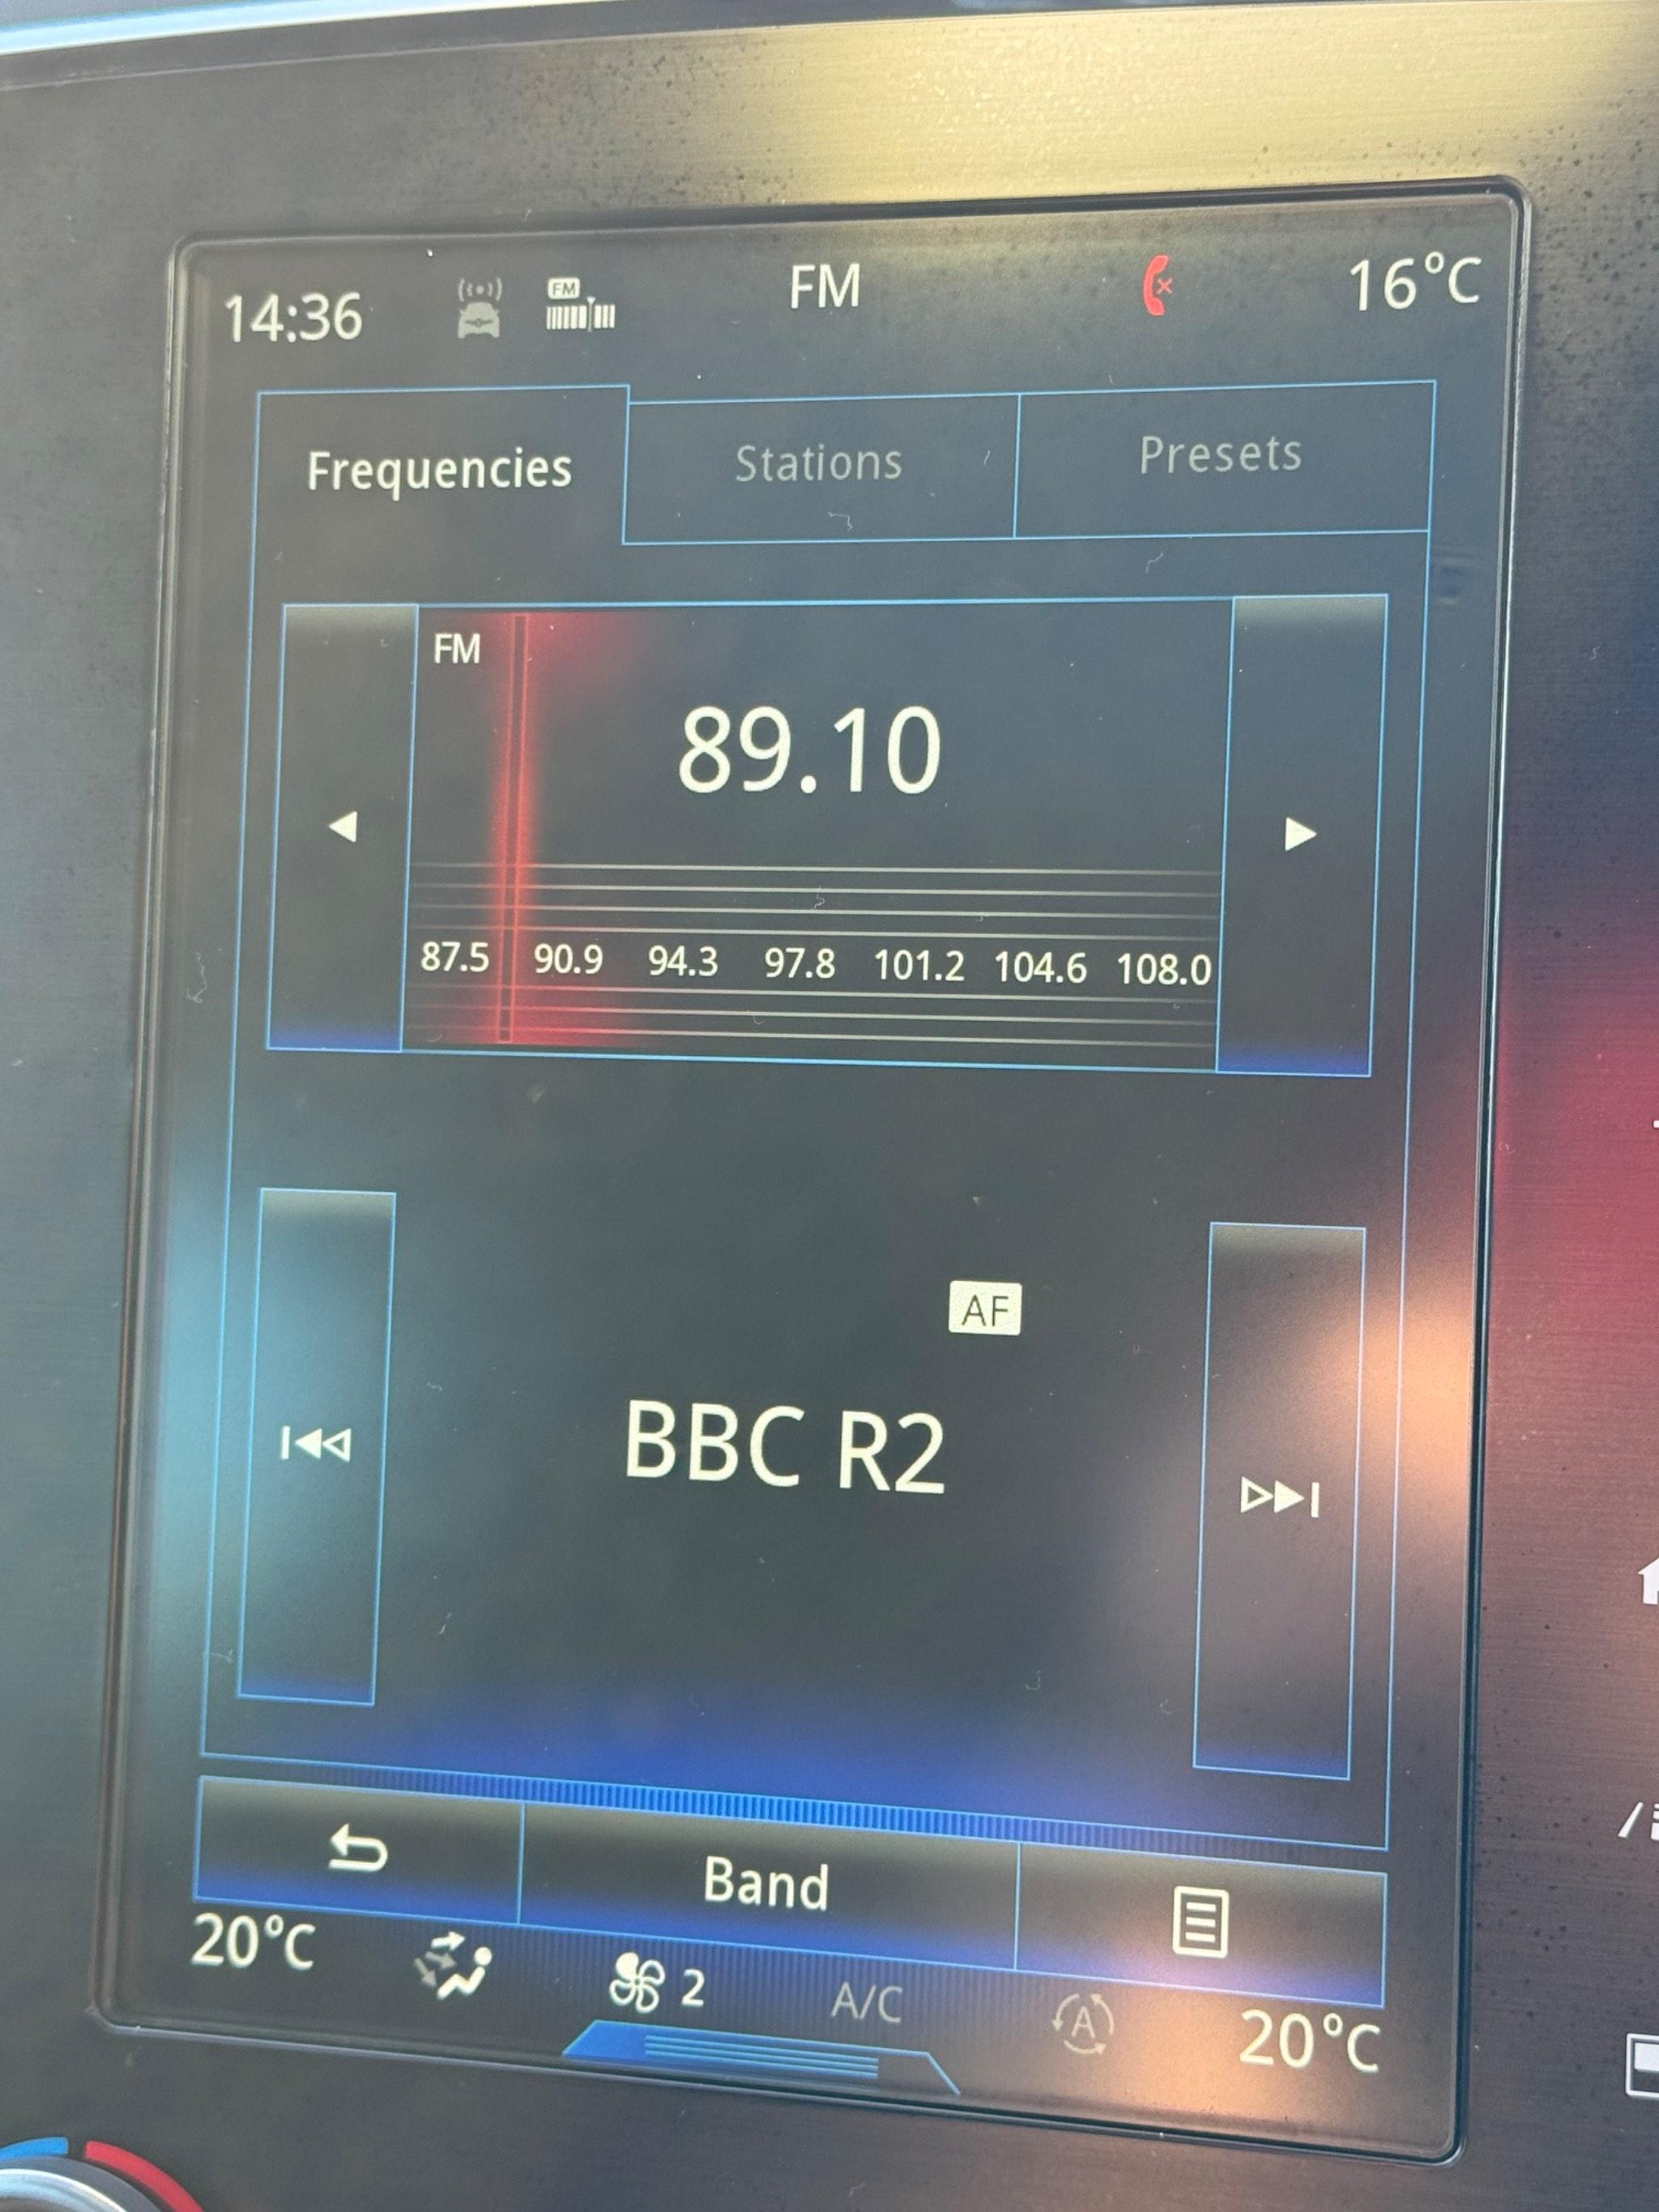 14:36 FM FM 16°C
Frequencies Stations Presets
FM
89.10
87.5 90.9 94.3 97.8 101.2 104.6 108.0
AF
BBC R2
Band
20°C 2 A/C A 20°C